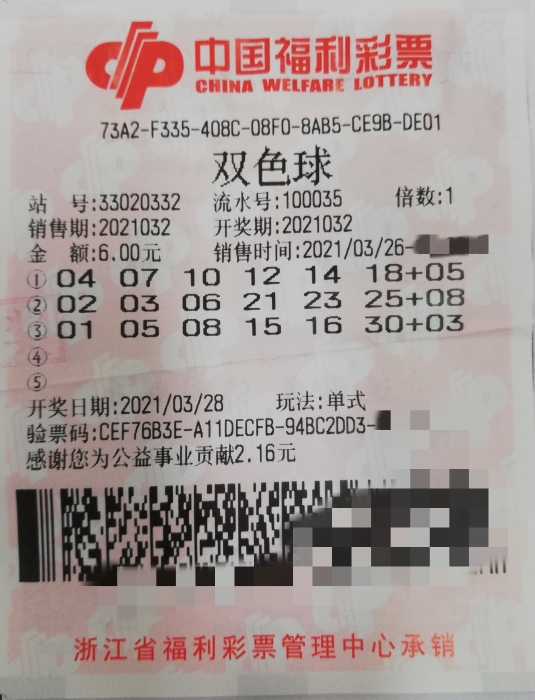 中国福利彩票
CHINA WELFARE LOTTERY
73A2-F335-408C-08F0-8AB5-CE9B-DE01
双色球
站 号:33020332 流水号:100035 倍数:1
销售期:2021032 开奖期:2021032
金 额:6.00元 销售时间:2021/03/26-
① 04 07 10 12 14 18+05
② 02 03 06 21 23 25+08
③ 01 05 08 15 16 30+03
④
⑤
开奖日期:2021/03/28 玩法:单式
验票码:CEF76B3E-A11DECFB-94BC2DD3-
感谢您为公益事业贡献2.16元
浙江省福利彩票管理中心承销